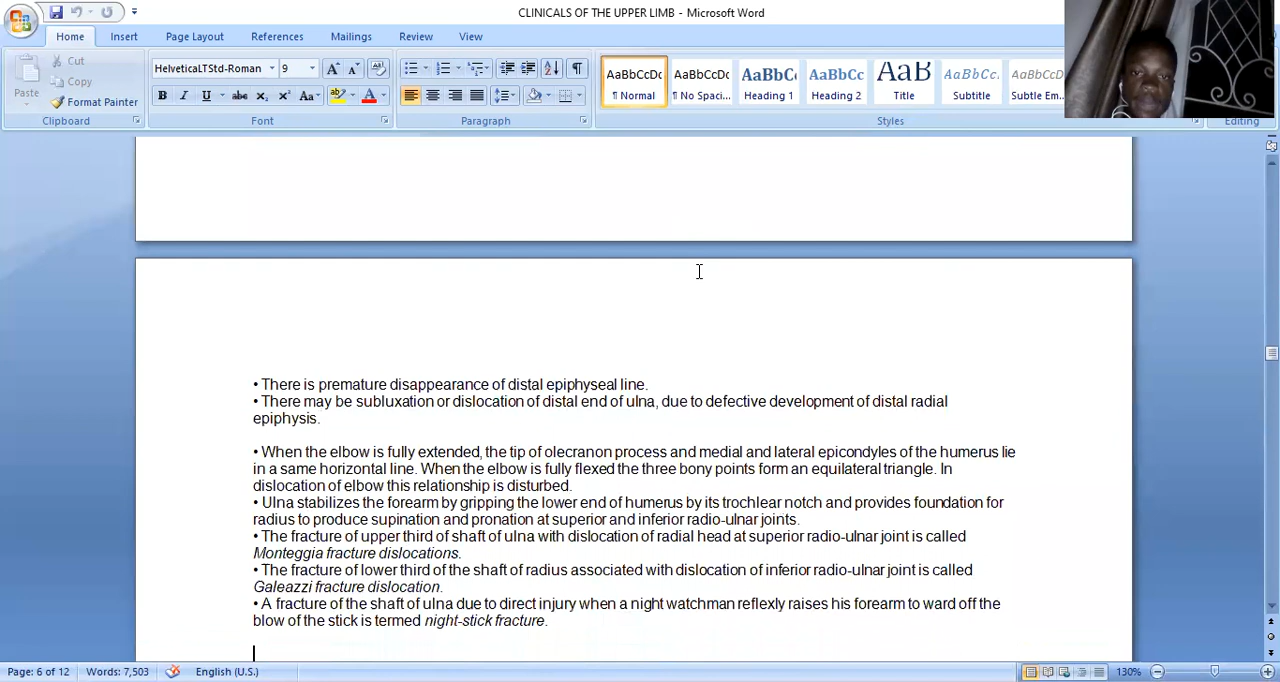 CLINICALS OF THE UPPER LIMB - Microsoft Word
Home Insert Page Layout References Mailings Review View
Paste
Cut
Copy
Format Painter
Clipboard
HelveticaLTStd-Roman 9
Font
Paragraph
AaBbCcDc AaBbCcDc AaBbC AaBbCc AaB AaBbCc. AaBbCcDc
¶ Normal ¶ No Spaci... Heading 1 Heading 2 Title Subtitle Subtle Em...
Styles
Editing
• There is premature disappearance of distal epiphyseal line.
• There may be subluxation or dislocation of distal end of ulna, due to defective development of distal radial
epiphysis.
• When the elbow is fully extended, the tip of olecranon process and medial and lateral epicondyles of the humerus lie
in a same horizontal line. When the elbow is fully flexed the three bony points form an equilateral triangle. In
dislocation of elbow this relationship is disturbed.
• Ulna stabilizes the forearm by gripping the lower end of humerus by its trochlear notch and provides foundation for
radius to produce supination and pronation at superior and inferior radio-ulnar joints.
• The fracture of upper third of shaft of ulna with dislocation of radial head at superior radio-ulnar joint is called
Monteggia fracture dislocations.
• The fracture of lower third of the shaft of radius associated with dislocation of inferior radio-ulnar joint is called
Galeazzi fracture dislocation.
• A fracture of the shaft of ulna due to direct injury when a night watchman reflexly raises his forearm to ward off the
blow of the stick is termed night-stick fracture.
Page: 6 of 12 Words: 7,503 English (U.S.) 130%